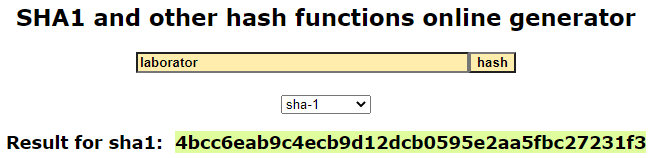 SHA1 and other hash functions online generator
laborator hash
sha-1
Result for sha1: 4bcc6eab9c4ecb9d12dcb0595e2aa5fbc27231f3